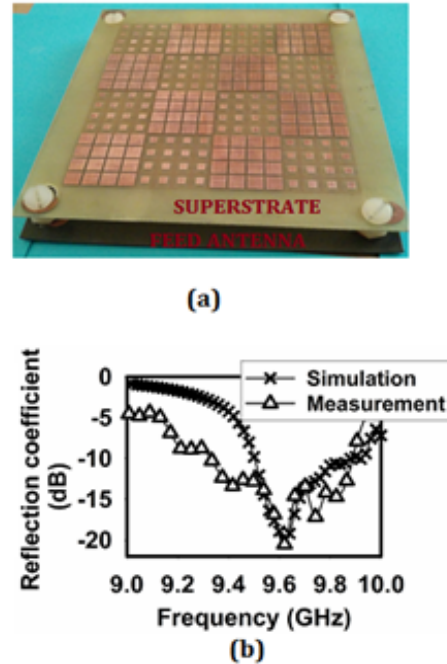 SUPERSTRATE
FEED ANTENNA
(a)
Reflection coefficient
(dB)
0
-5
-10
-15
-20
Simulation
Measurement
9.0 9.2 9.4 9.6 9.8 10.0
Frequency (GHz)
(b)